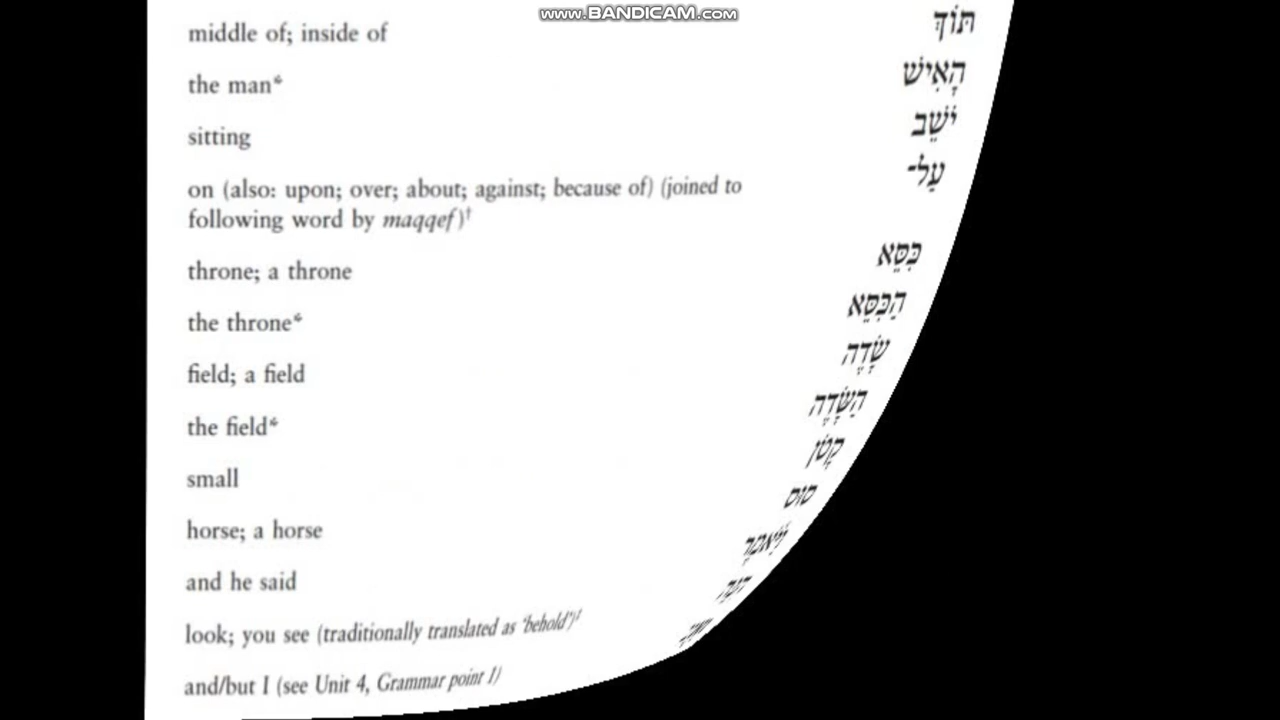 www.BANDICAM.com
middle of; inside of תּוֹךְ
the man* הָאִישׁ
sitting יֹשֵׁב
on (also: upon; over; about; against; because of) (joined to עַל־
following word by maqqef)†
throne; a throne כִּסֵּא
the throne* הַכִּסֵּא
field; a field שָׂדֶה
the field* הַשָּׂדֶה
small קָטֹן
horse; a horse סוּס
and he said וַיֹּאמֶר
look; you see (traditionally translated as ‘behold’)† הִנֵּה
and/but I (see Unit 4, Grammar point 1)